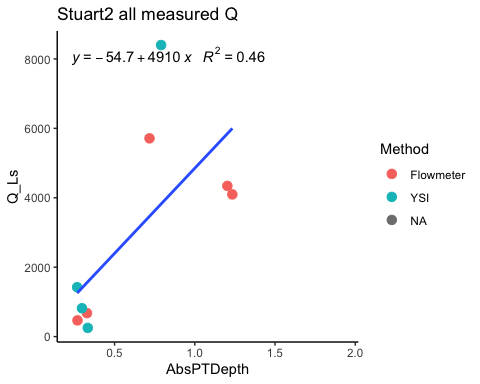 Stuart2 all measured Q
y = − 54.7 + 4910 x R² = 0.46
8000
6000
4000
2000
0
Q_Ls
0.5 1.0 1.5 2.0
AbsPTDepth
Method
Flowmeter
YSI
NA